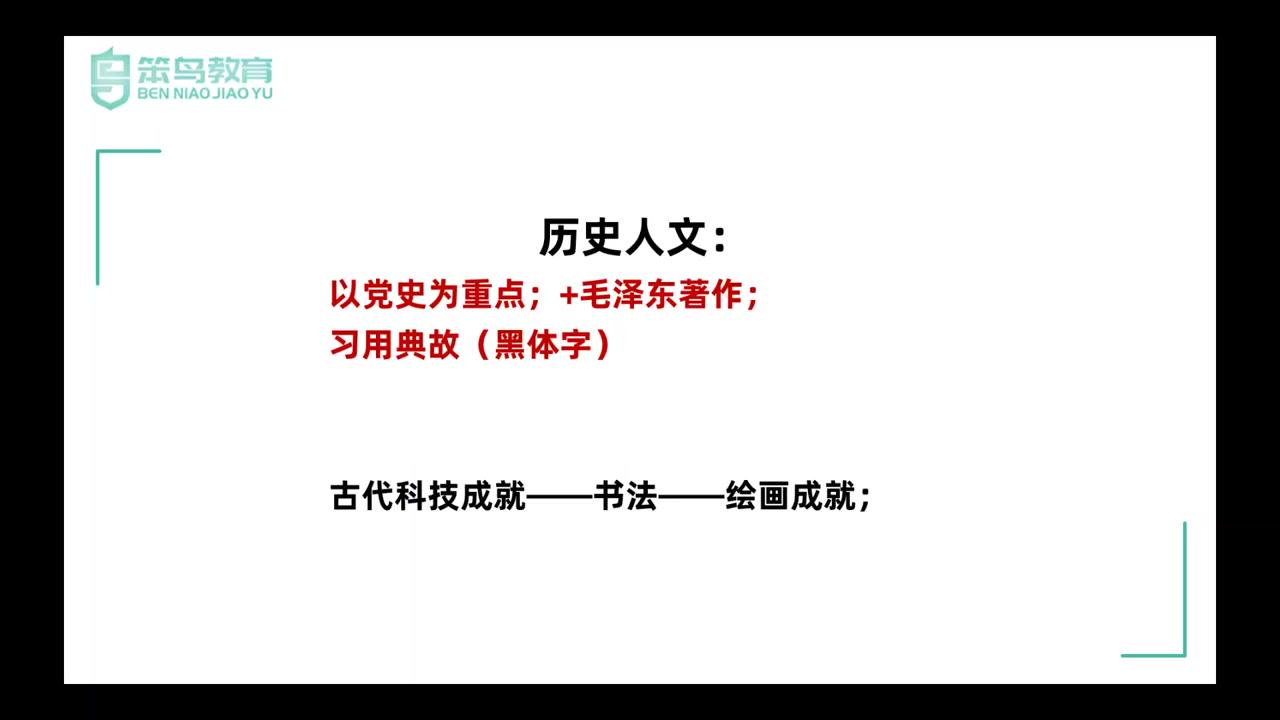 笨鸟教育
BEN NIAO JIAO YU
历史人文：
以党史为重点；+毛泽东著作；
习用典故（黑体字）
古代科技成就——书法——绘画成就；